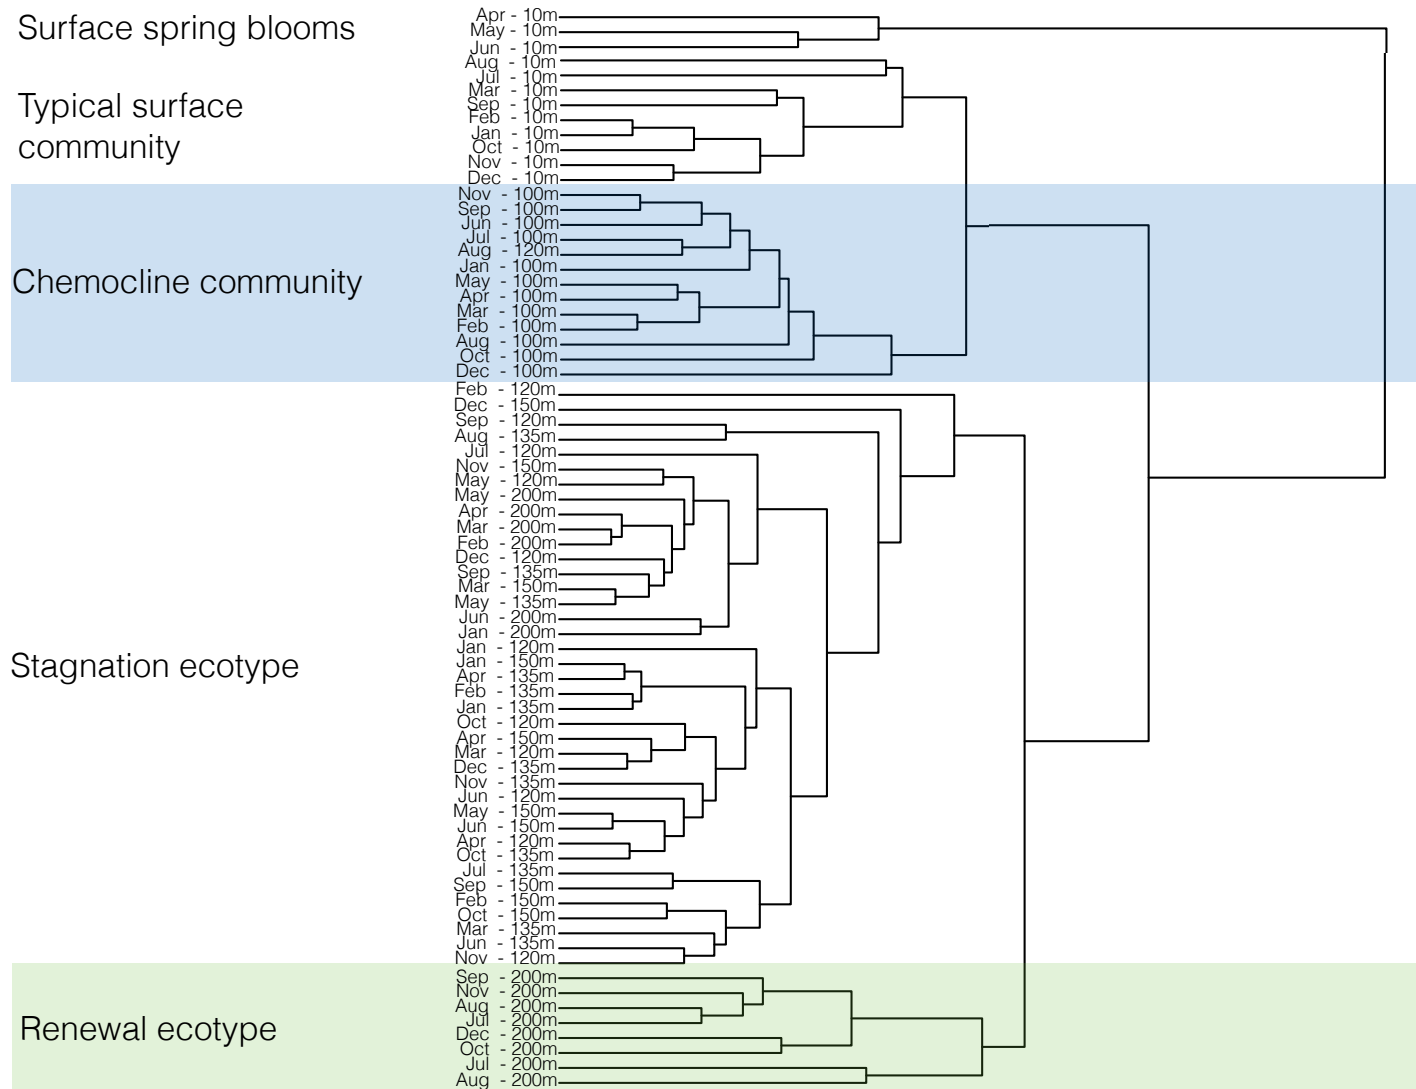 Surface spring blooms
Typical surface
community
Chemocline community
Stagnation ecotype
Renewal ecotype
Apr - 10m
May - 10m
Jun - 10m
Aug - 10m
Jul - 10m
Mar - 10m
Sep - 10m
Feb - 10m
Jan - 10m
Oct - 10m
Nov - 10m
Dec - 10m
Nov - 100m
Sep - 100m
Jun - 100m
Jul - 100m
Aug - 120m
Jan - 100m
May - 100m
Apr - 100m
Mar - 100m
Feb - 100m
Aug - 100m
Oct - 100m
Dec - 100m
Feb - 120m
Dec - 150m
Sep - 120m
Aug - 135m
Jul - 120m
Nov - 150m
May - 120m
May - 200m
Apr - 200m
Mar - 200m
Feb - 200m
Dec - 120m
Sep - 135m
Mar - 150m
May - 135m
Jun - 200m
Jan - 200m
Jan - 120m
Jan - 150m
Apr - 135m
Feb - 135m
Jan - 135m
Oct - 120m
Apr - 150m
Mar - 120m
Dec - 135m
Nov - 135m
Jun - 120m
May - 150m
Jun - 150m
Apr - 120m
Oct - 135m
Jul - 135m
Sep - 150m
Feb - 150m
Oct - 150m
Mar - 135m
Jun - 135m
Nov - 120m
Sep - 200m
Nov - 200m
Aug - 200m
Jul - 200m
Dec - 200m
Oct - 200m
Jul - 200m
Aug - 200m